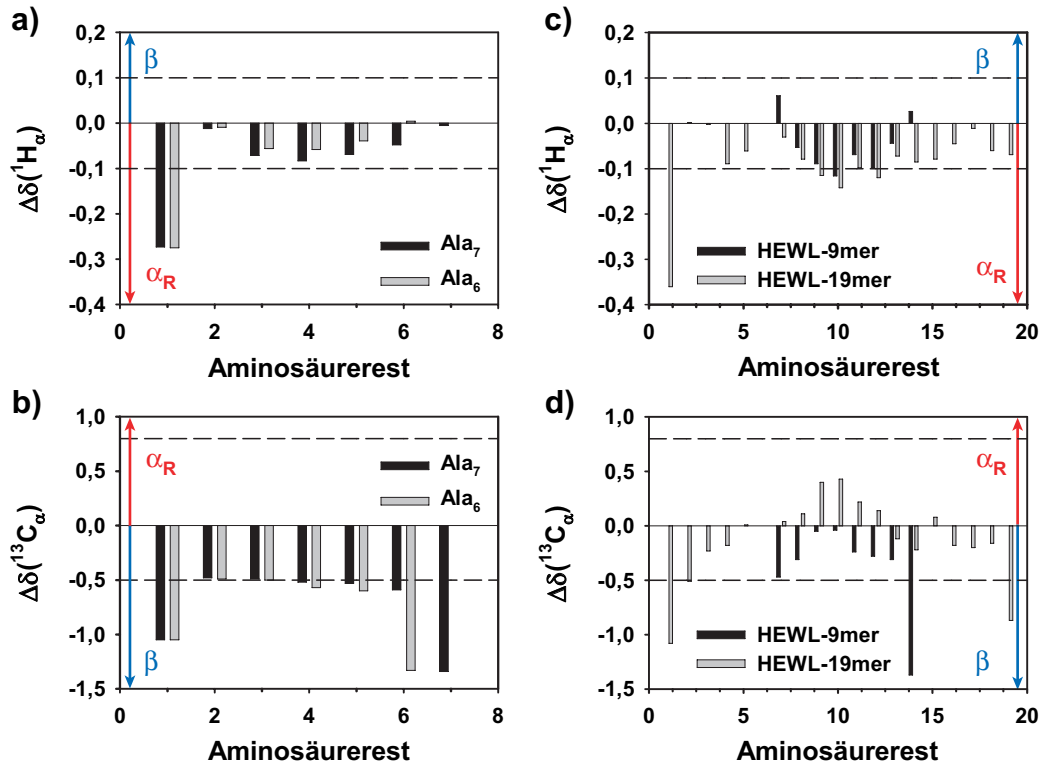 a)
0,2
0,1
0,0
-0,1
-0,2
-0,3
-0,4
Δδ(¹Hα)
β
αR
Ala₇
Ala₆
0 2 4 6 8
Aminosäurerest
c)
0,2
0,1
0,0
-0,1
-0,2
-0,3
-0,4
Δδ(¹Hα)
β
αR
HEWL-9mer
HEWL-19mer
0 5 10 15 20
Aminosäurerest
b)
1,0
0,5
0,0
-0,5
-1,0
-1,5
Δδ(¹³Cα)
αR
β
Ala₇
Ala₆
0 2 4 6 8
Aminosäurerest
d)
1,0
0,5
0,0
-0,5
-1,0
-1,5
Δδ(¹³Cα)
αR
β
HEWL-9mer
HEWL-19mer
0 5 10 15 20
Aminosäurerest